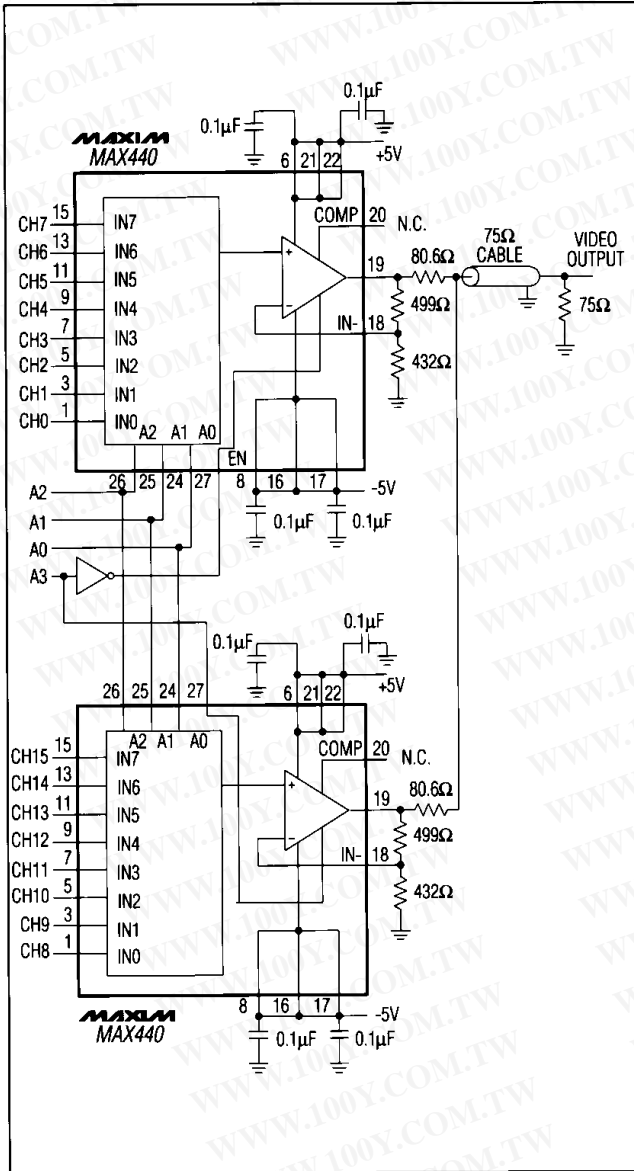 WWW.100Y.COM.TW
0.1µF
0.1µF
+5V
MAXIM
MAX440
6 21 22
COMP 20 N.C.
CH7 15 IN7
CH6 13 IN6
CH5 11 IN5
CH4 9 IN4
CH3 7 IN3
CH2 5 IN2
CH1 3 IN1
CH0 1 IN0
19
80.6Ω
75Ω
CABLE
VIDEO
OUTPUT
499Ω
75Ω
IN- 18
432Ω
A2 A1 A0
EN
26 25 24 27
8 16 17 -5V
0.1µF 0.1µF
A2
A1
A0
A3
0.1µF
0.1µF
+5V
26 25 24 27
6 21 22
A2 A1 A0
COMP 20 N.C.
CH15 15 IN7
CH14 13 IN6
CH13 11 IN5
CH12 9 IN4
CH11 7 IN3
CH10 5 IN2
CH9 3 IN1
CH8 1 IN0
19
80.6Ω
499Ω
IN- 18
432Ω
8 16 17 -5V
0.1µF 0.1µF
MAXIM
MAX440